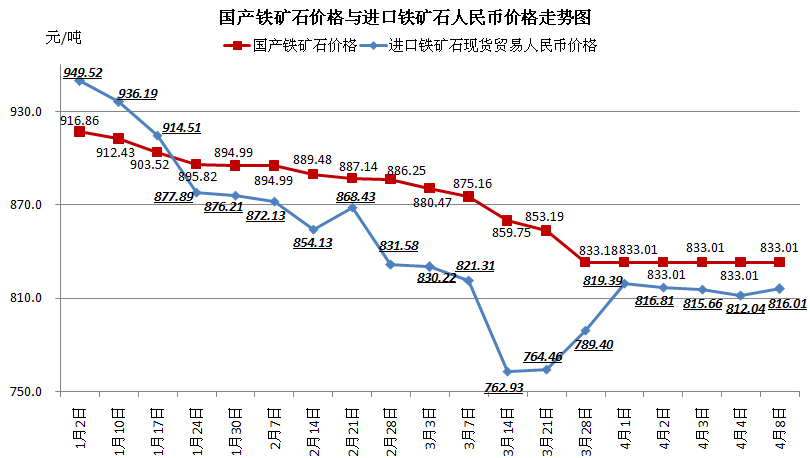 国产铁矿石价格与进口铁矿石人民币价格走势图
元/吨
国产铁矿石价格 进口铁矿石现货贸易人民币价格
930.0
870.0
810.0
750.0
916.86
912.43
903.52
895.82
894.99
894.99
889.48
887.14
886.25
880.47
875.16
859.75
853.19
833.18
833.01
833.01
833.01
833.01
833.01
949.52
936.19
914.51
877.89
876.21
872.13
854.13
868.43
831.58
830.22
821.31
762.93
764.46
789.40
819.39
816.81
815.66
812.04
816.01
1月2日
1月10日
1月17日
1月24日
1月30日
2月7日
2月14日
2月21日
2月28日
3月3日
3月7日
3月14日
3月21日
3月28日
4月1日
4月2日
4月3日
4月4日
4月8日